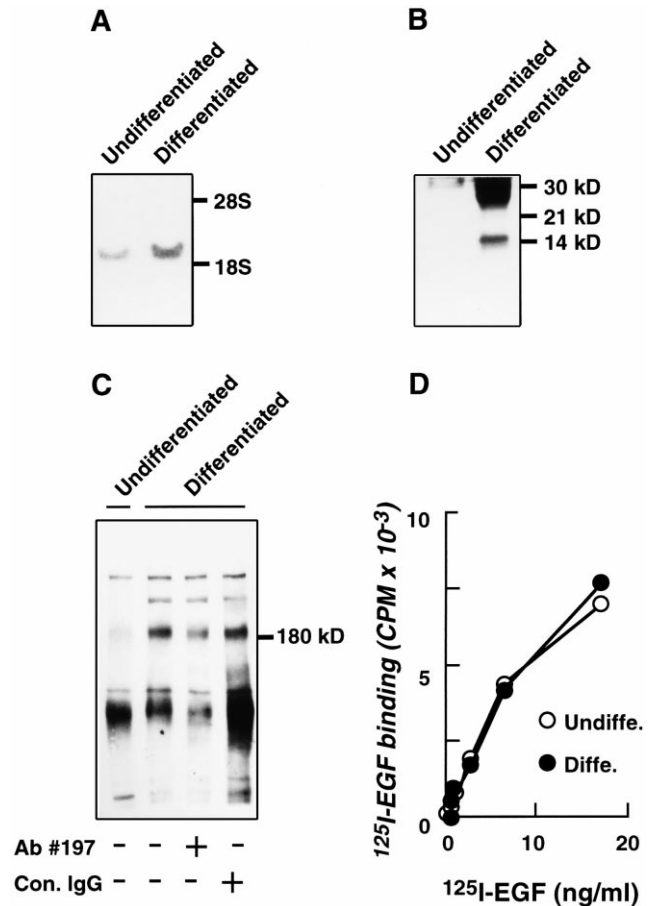 A
Undifferentiated
Differentiated
28S
18S
B
Undifferentiated
Differentiated
30 kD
21 kD
14 kD
C
Undifferentiated
Differentiated
180 kD
Ab #197 - - + -
Con. IgG - - - +
D
¹²⁵I-EGF binding (CPM x 10⁻³)
10
5
0
Undiffe.
Diffe.
0 10 20
¹²⁵I-EGF (ng/ml)